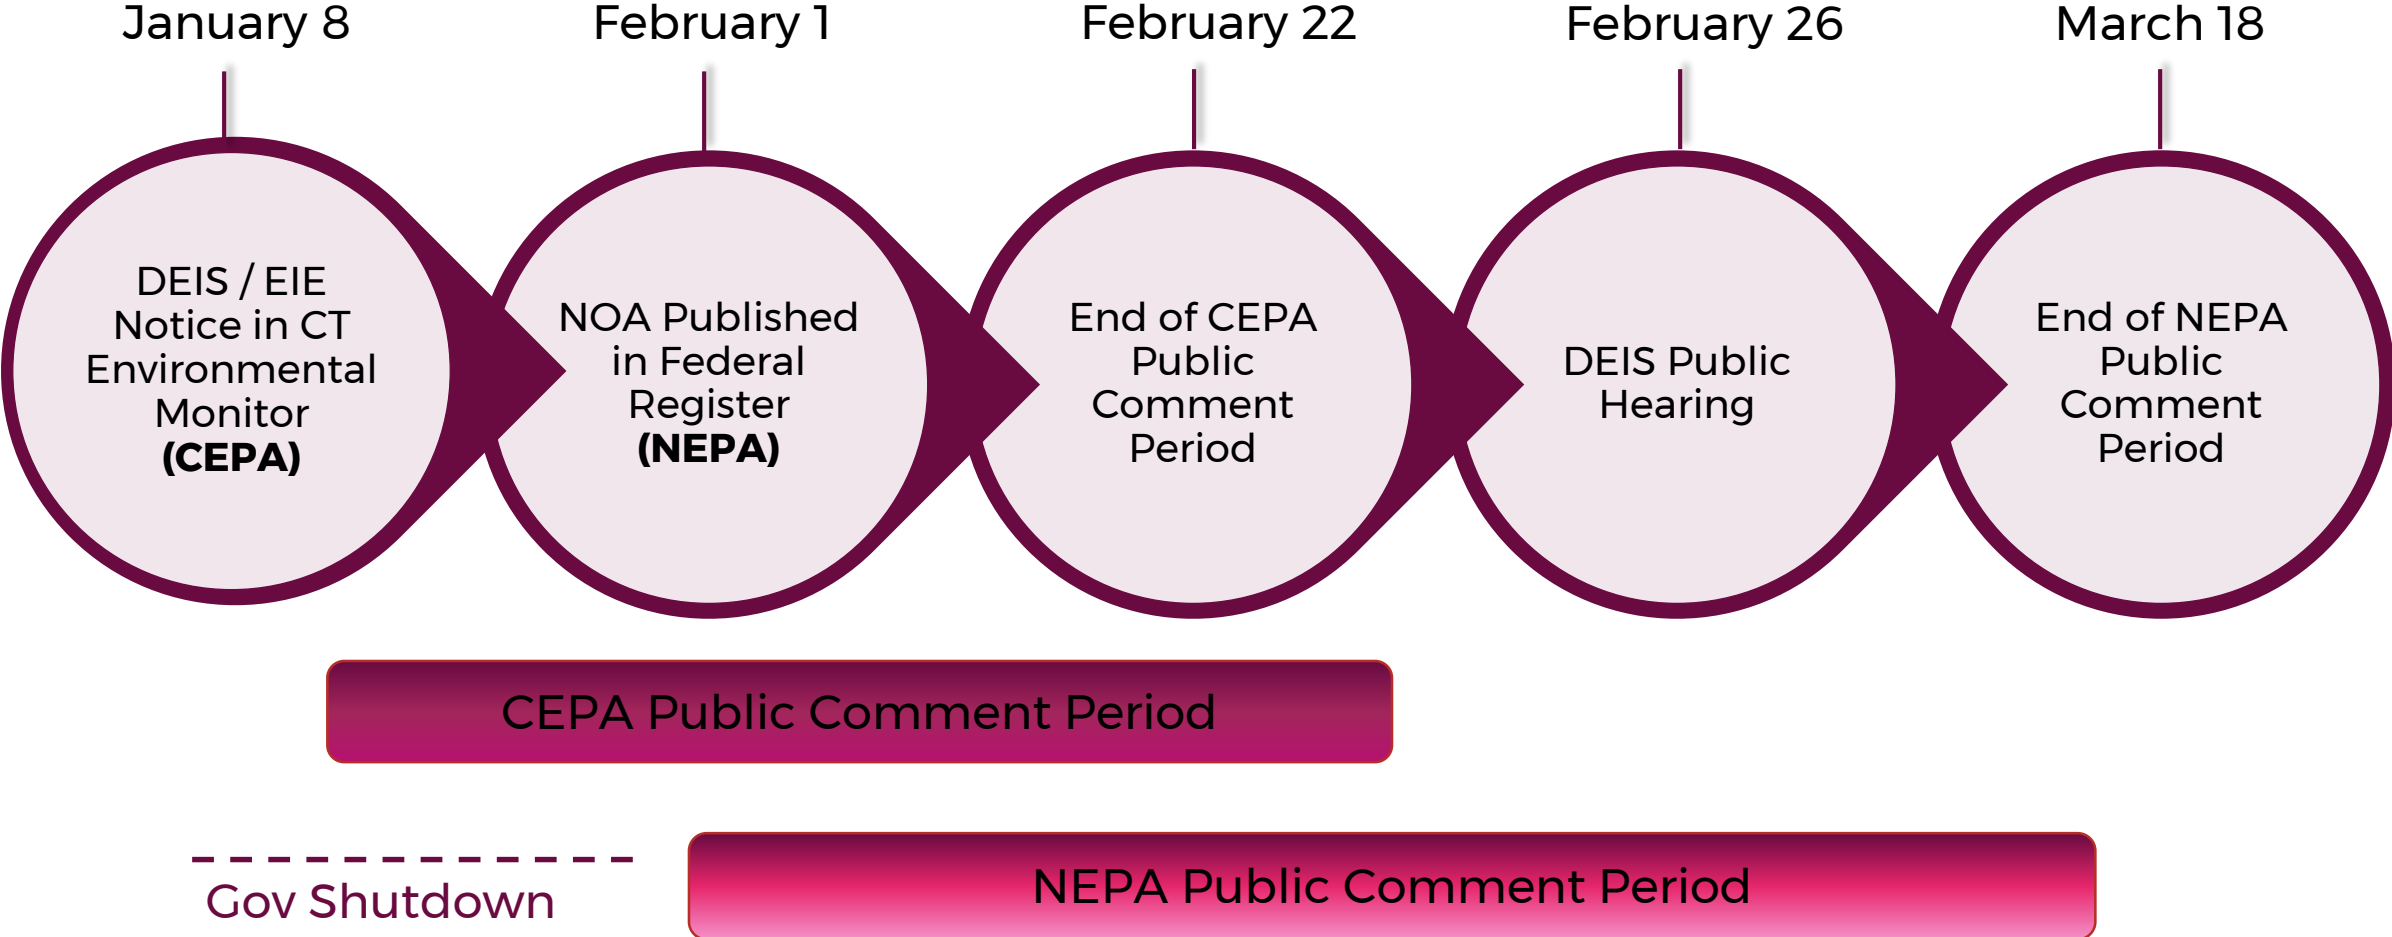 January 8
February 1
February 22
February 26
March 18
DEIS / EIE
Notice in CT
Environmental
Monitor
(CEPA)
NOA Published
in Federal
Register
(NEPA)
End of CEPA
Public
Comment
Period
DEIS Public
Hearing
End of NEPA
Public
Comment
Period
CEPA Public Comment Period
Gov Shutdown
NEPA Public Comment Period